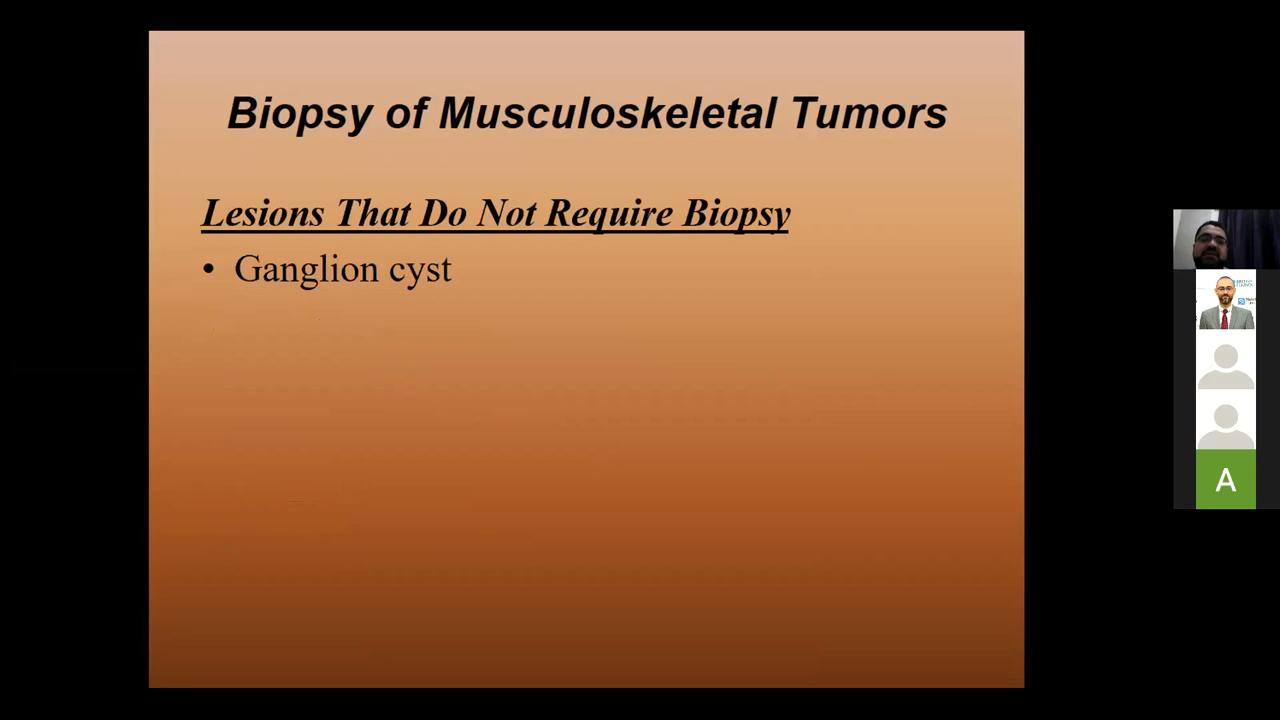 Biopsy of Musculoskeletal Tumors
Lesions That Do Not Require Biopsy
• Ganglion cyst
A